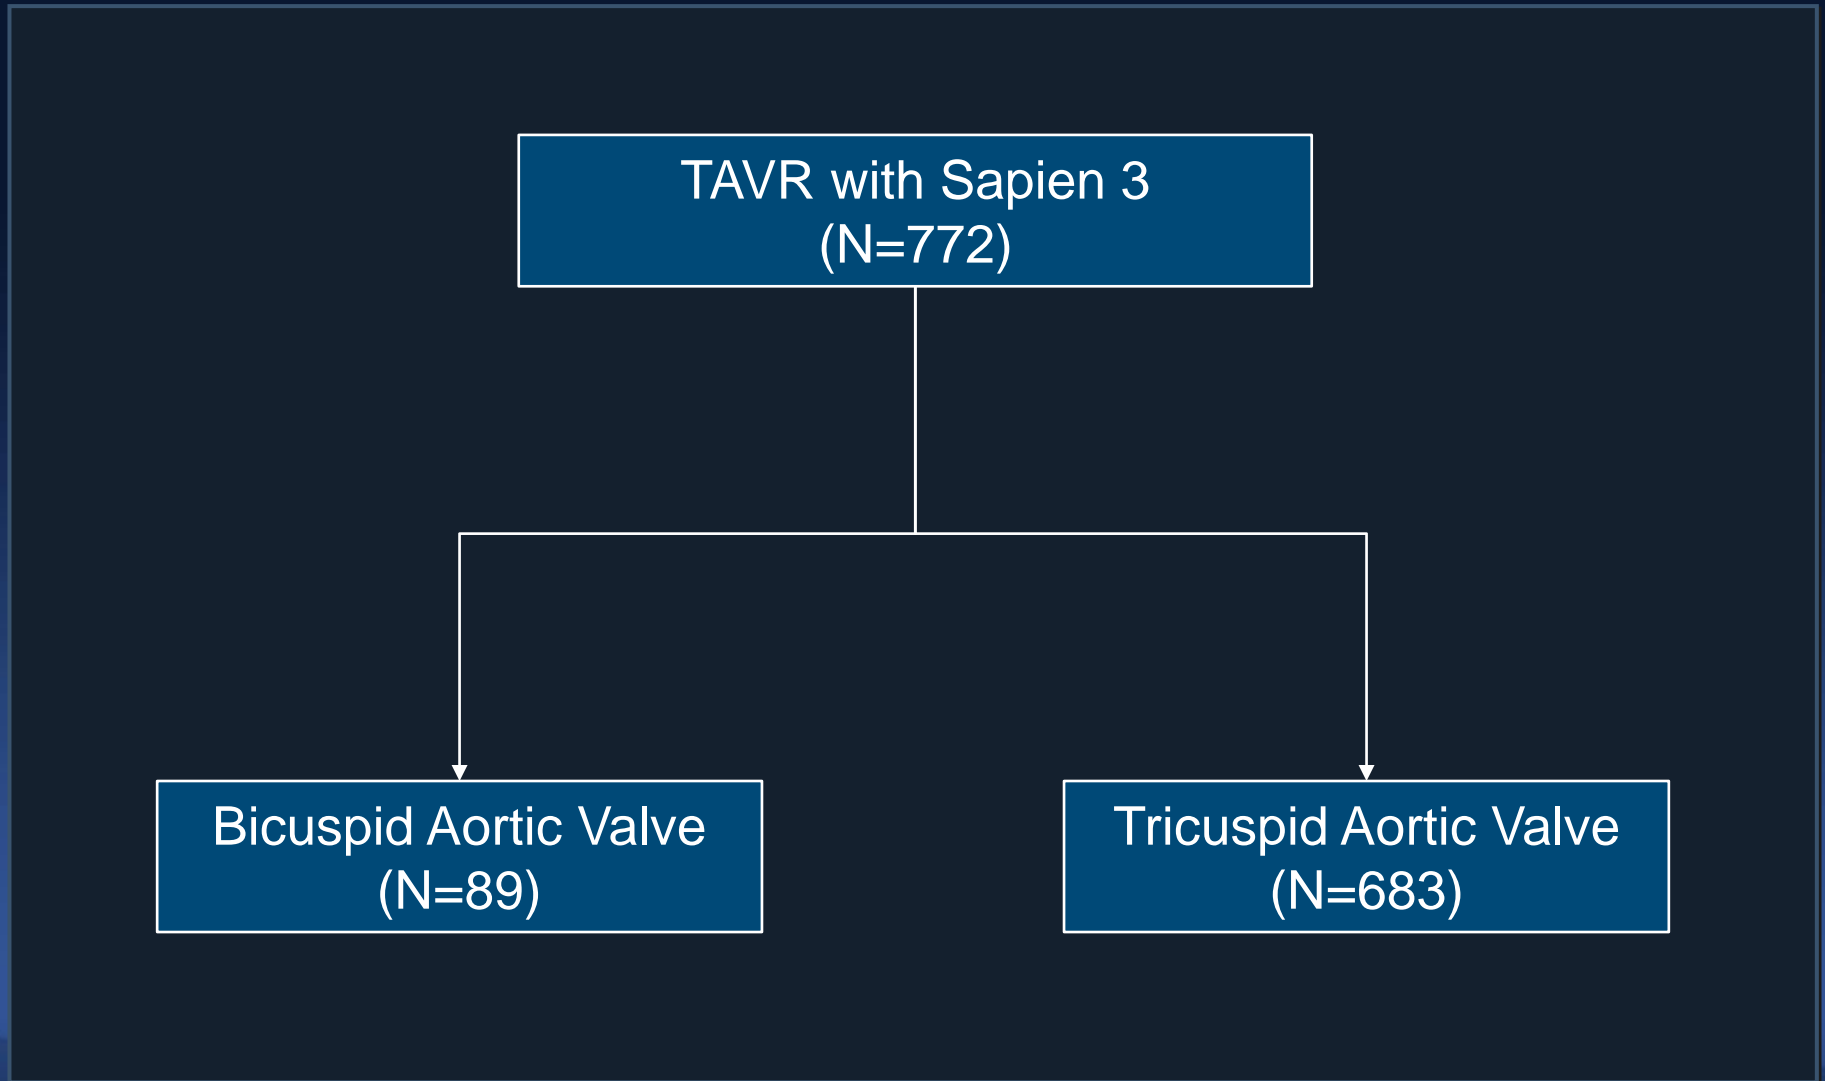 TAVR with Sapien 3
(N=772)
Bicuspid Aortic Valve
(N=89)
Tricuspid Aortic Valve
(N=683)